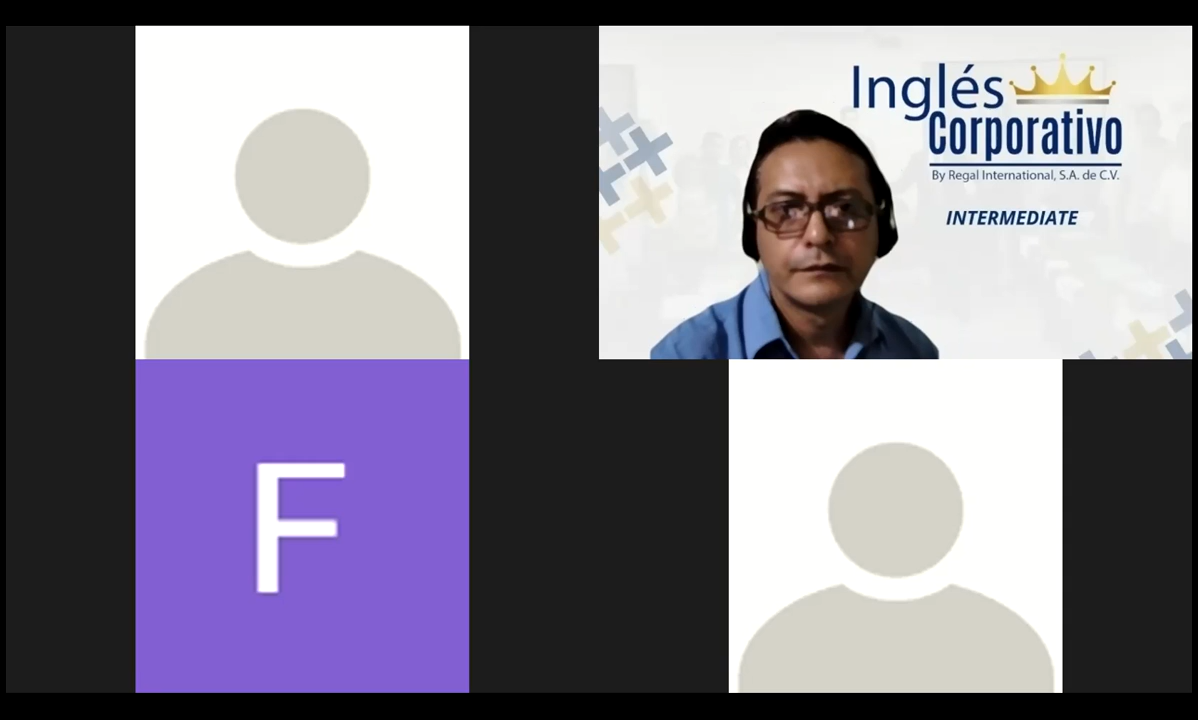 Inglés
Corporativo
By Regal International, S.A. de C.V.
INTERMEDIATE
F